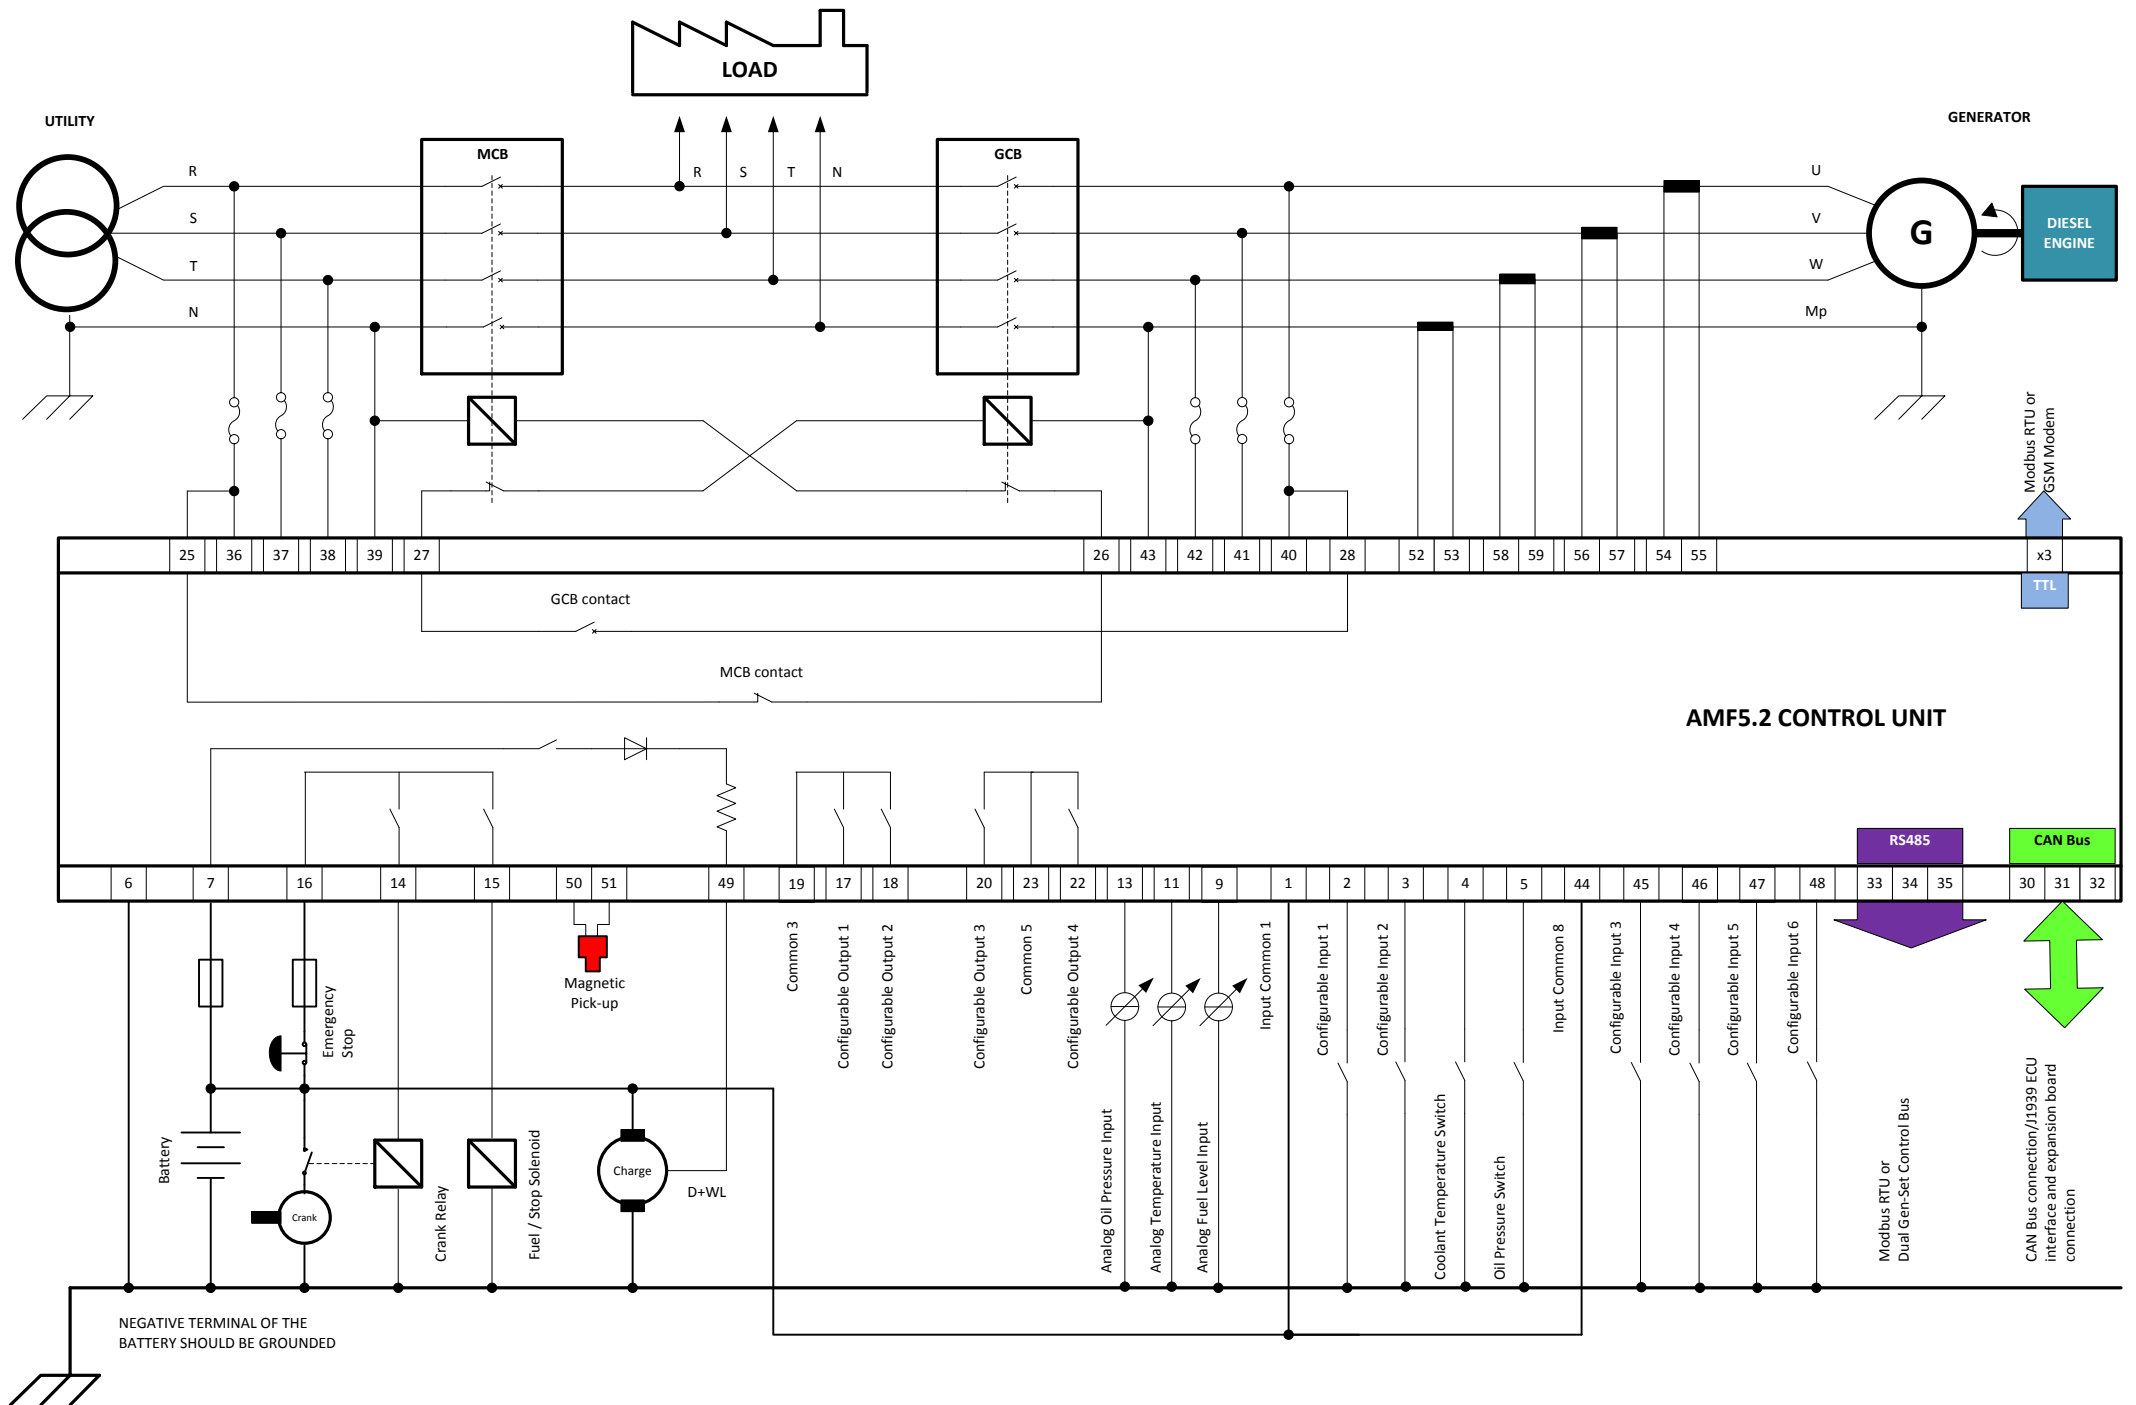 LOAD
UTILITY
GENERATOR
MCB
GCB
R
R
S
T
N
U
S
V
G
DIESEL
ENGINE
T
W
N
Mp
Modbus RTU or
GSM Modem
25
36
37
38
39
27
26
43
42
41
40
28
52
53
58
59
56
57
54
55
x3
TTL
GCB contact
MCB contact
AMF5.2 CONTROL UNIT
RS485
CAN Bus
6
7
16
14
15
50
51
49
19
17
18
20
23
22
13
11
9
1
2
3
4
5
44
45
46
47
48
33
34
35
30
31
32
Magnetic
Pick-up
Emergency
Stop
Common 3
Configurable Output 1
Configurable Output 2
Configurable Output 3
Common 5
Configurable Output 4
Input Common 1
Configurable Input 1
Configurable Input 2
Input Common 8
Configurable Input 3
Configurable Input 4
Configurable Input 5
Configurable Input 6
Battery
Crank
Crank Relay
Fuel / Stop Solenoid
Charge
D+WL
Analog Oil Pressure Input
Analog Temperature Input
Analog Fuel Level Input
Coolant Temperature Switch
Oil Pressure Switch
Modbus RTU or
Dual Gen-Set Control Bus
CAN Bus connection/J1939 ECU
interface and expansion board
connection
NEGATIVE TERMINAL OF THE
BATTERY SHOULD BE GROUNDED